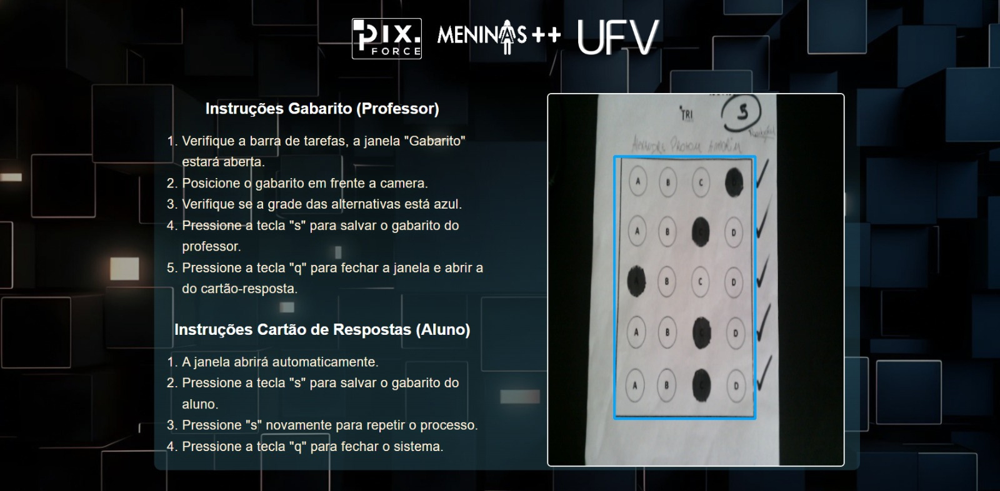 PIX.
FORCE
MENINAS++
UFV
Instruções Gabarito (Professor)
1. Verifique a barra de tarefas, a janela "Gabarito"
estará aberta.
2. Posicione o gabarito em frente a camera.
3. Verifique se a grade das alternativas está azul.
4. Pressione a tecla "s" para salvar o gabarito do
professor.
5. Pressione a tecla "q" para fechar a janela e abrir a
do cartão-resposta.
Instruções Cartão de Respostas (Aluno)
1. A janela abrirá automaticamente.
2. Pressione a tecla "s" para salvar o gabarito do
aluno.
3. Pressione "s" novamente para repetir o processo.
4. Pressione a tecla "q" para fechar o sistema.
TRI
5
A B C
A B C D
A B C D
A B C D
A B C D